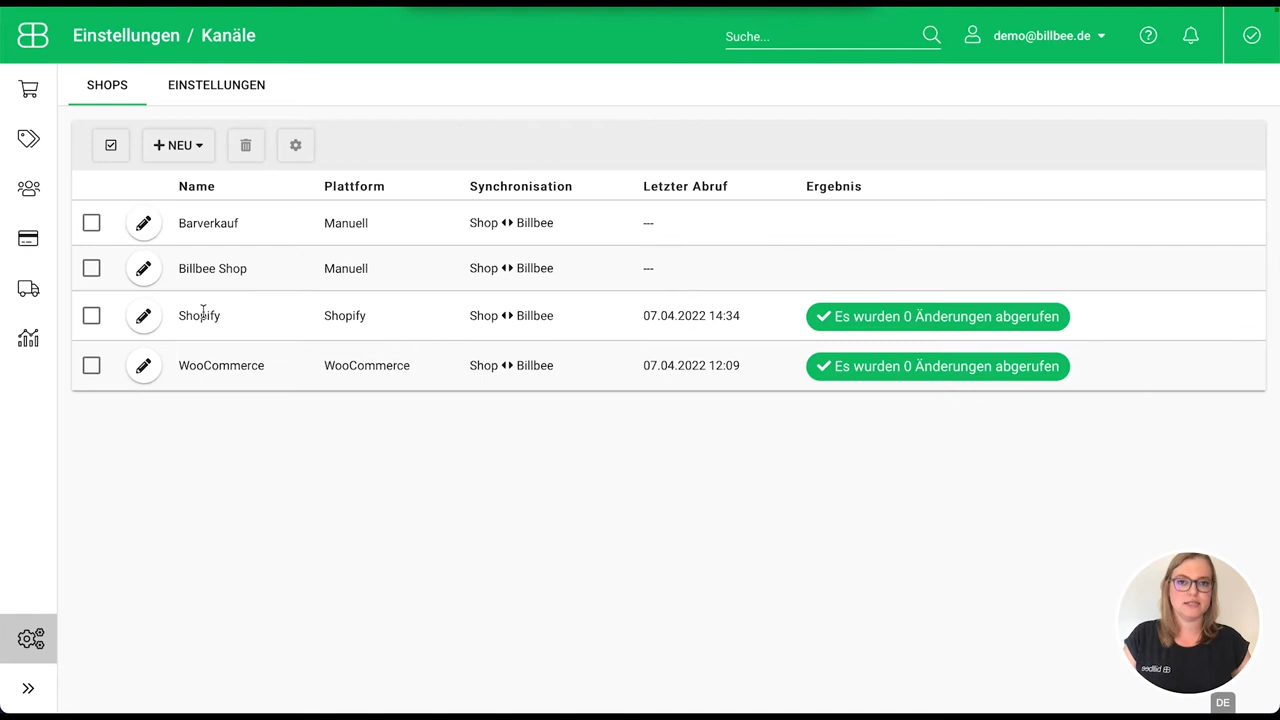 Einstellungen / Kanäle
Suche...
demo@billbee.de
SHOPS EINSTELLUNGEN
NEU
Name Plattform Synchronisation Letzter Abruf Ergebnis
Barverkauf Manuell Shop Billbee ---
Billbee Shop Manuell Shop Billbee ---
Shopify Shopify Shop Billbee 07.04.2022 14:34 Es wurden 0 Änderungen abgerufen
WooCommerce WooCommerce Shop Billbee 07.04.2022 12:09 Es wurden 0 Änderungen abgerufen
billbee
DE